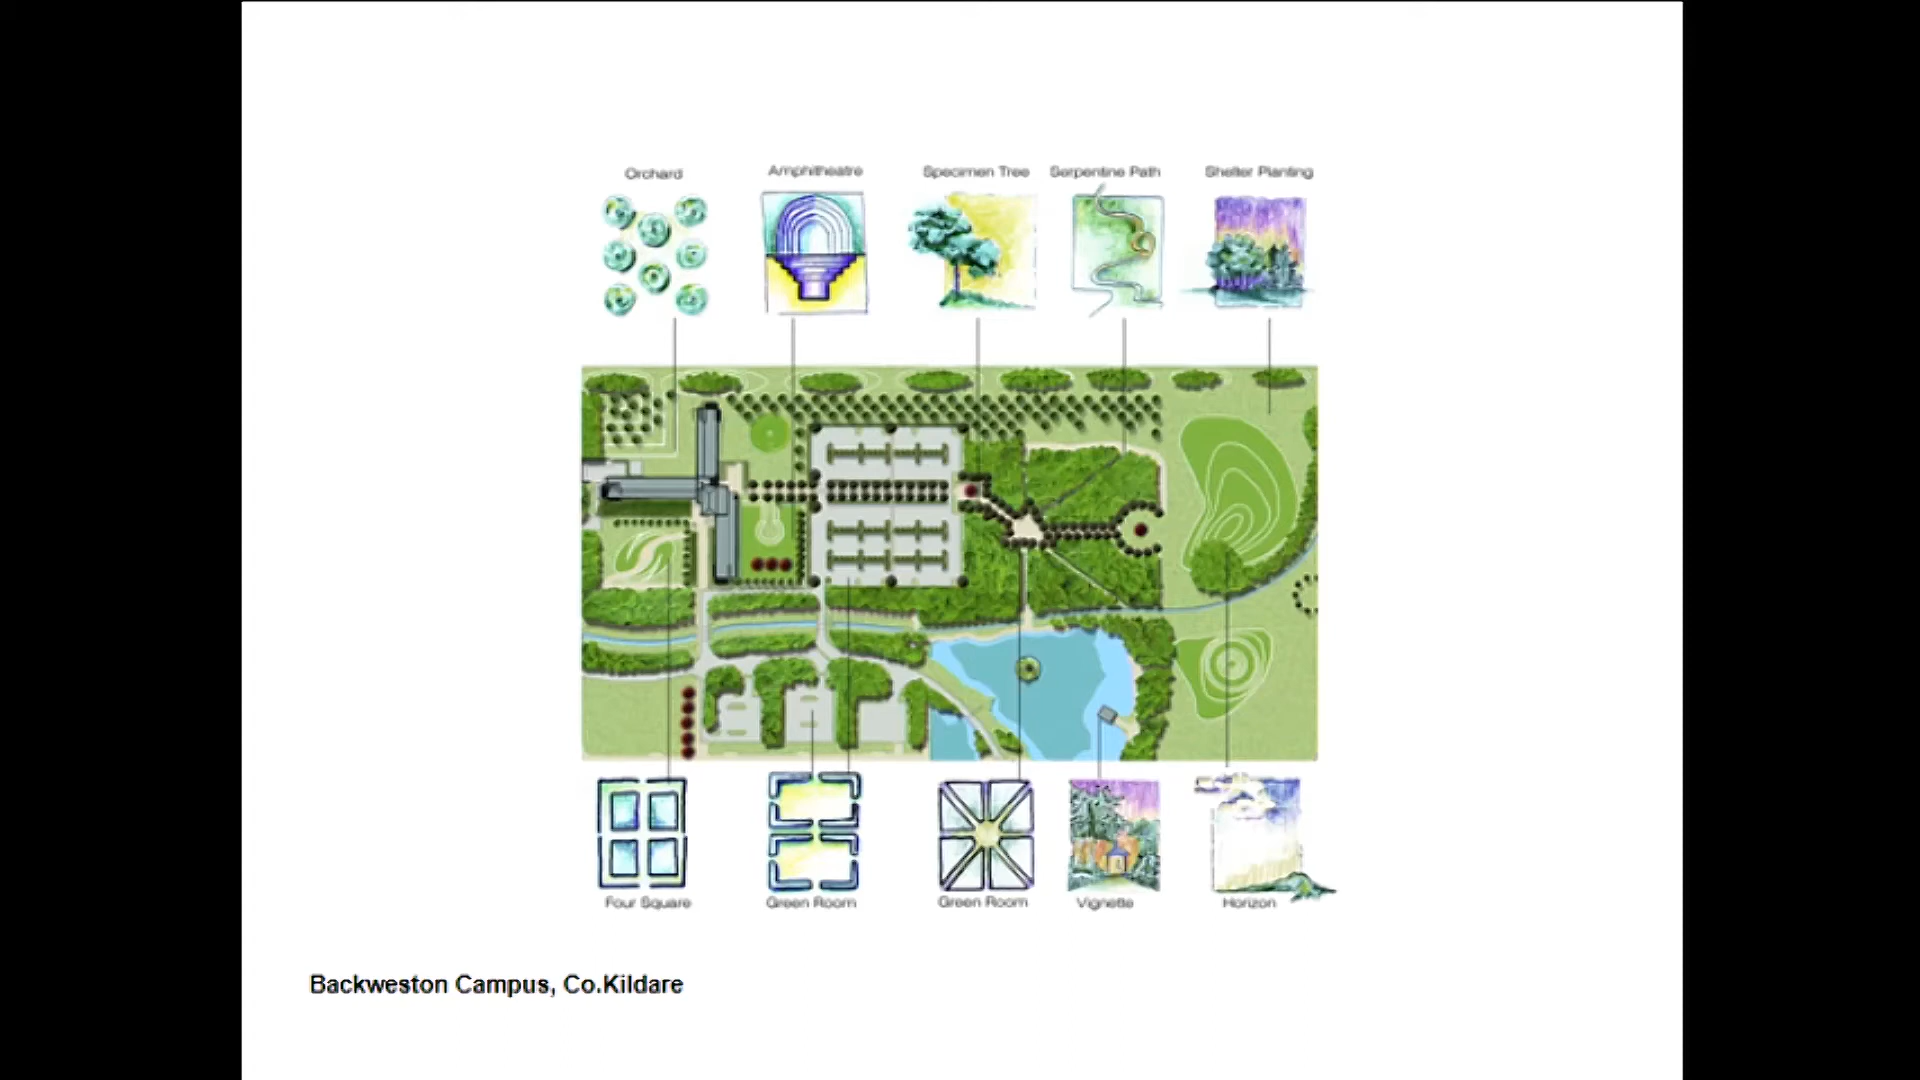 Orchard
Amphitheatre
Specimen Tree
Serpentine Path
Shelter Planting
Four Square
Green Room
Green Room
Vignette
Horizon
Backweston Campus, Co.Kildare